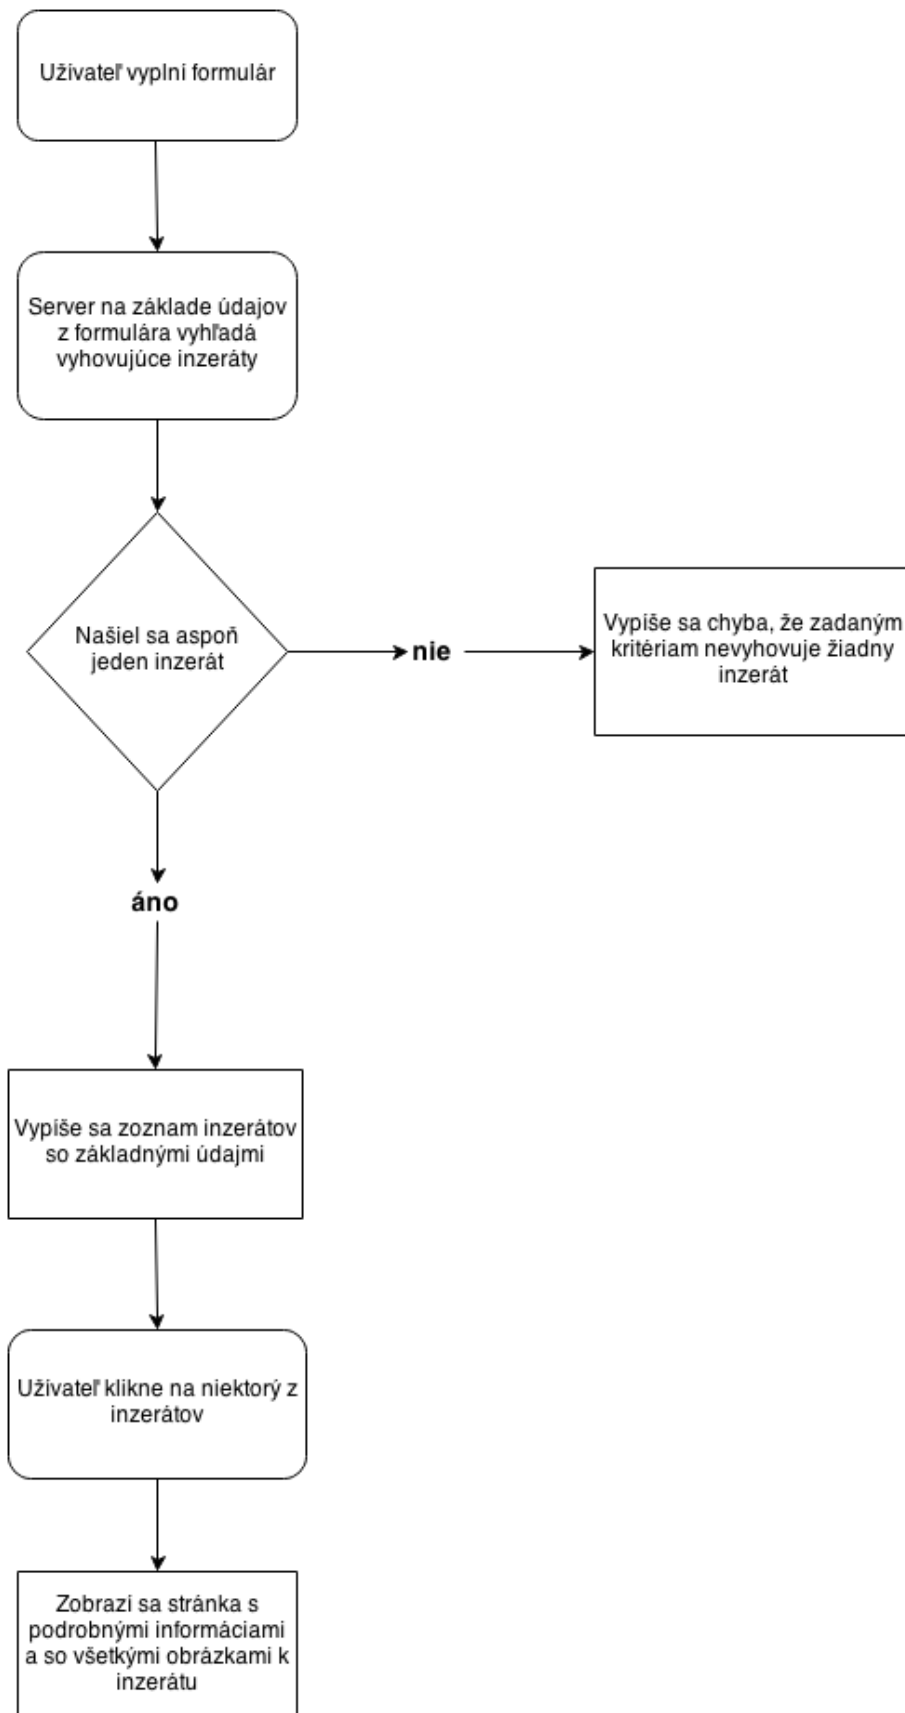 Užívateľ vyplní formulár
Server na základe údajov
z formulára vyhľadá
vyhovujúce inzeráty
Našiel sa aspoň
jeden inzerát
nie
Vypíše sa chyba, že zadaným
kritériam nevyhovuje žiadny
inzerát
áno
Vypíše sa zoznam inzerátov
so základnými údajmi
Užívateľ klikne na niektorý z
inzerátov
Zobrazí sa stránka s
podrobnými informáciami
a so všetkými obrázkami k
inzerátu